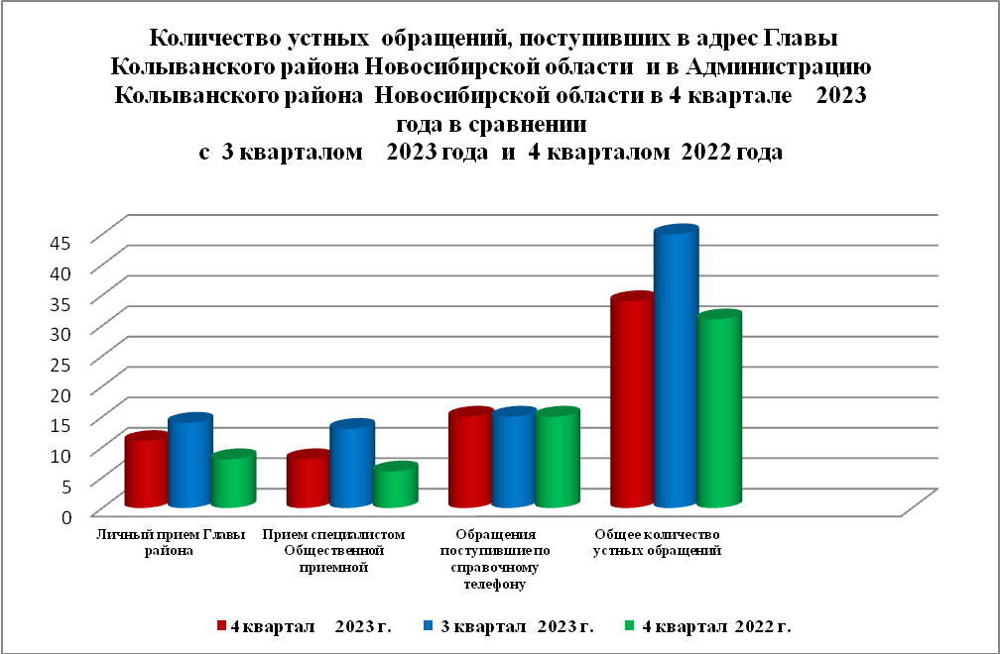 Количество устных обращений, поступивших в адрес Главы
Колыванского района Новосибирской области и в Администрацию
Колыванского района Новосибирской области в 4 квартале 2023
года в сравнении
с 3 кварталом 2023 года и 4 кварталом 2022 года
45
40
35
30
25
20
15
10
5
0
Личный прием Главы
района
Прием специалистом
Общественной
приемной
Обращения
поступившие по
справочному
телефону
Общее количество
устных обращений
4 квартал 2023 г.
3 квартал 2023 г.
4 квартал 2022 г.